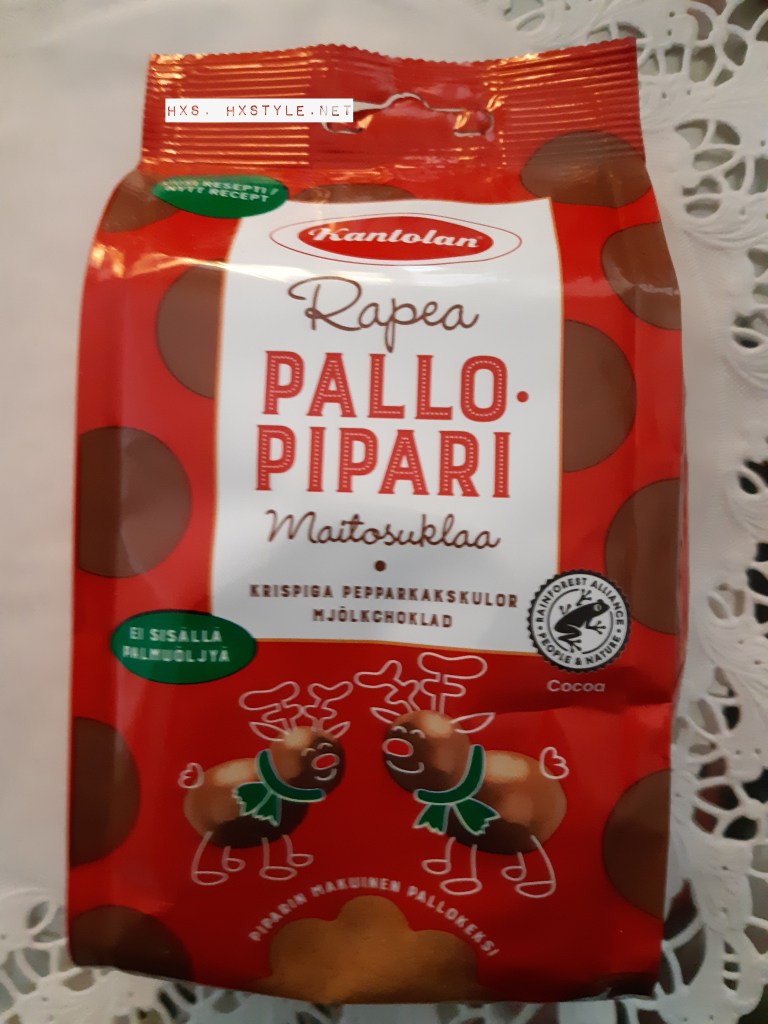 HXS. HXSTYLE.NET
RESEPTI /
NYTT RECEPT
Kantolan
Rapea
PALLO•
PIPARI
Maitosuklaa
•
KRISPIGA PEPPARKAKSKULOR
MJÖLKCHOKLAD
RAINFOREST ALLIANCE
PEOPLE & NATURE
Cocoa
EI SISÄLLÄ
PALMUÖLJYÄ
PIPARIN MAKUINEN PALLOKEKSI